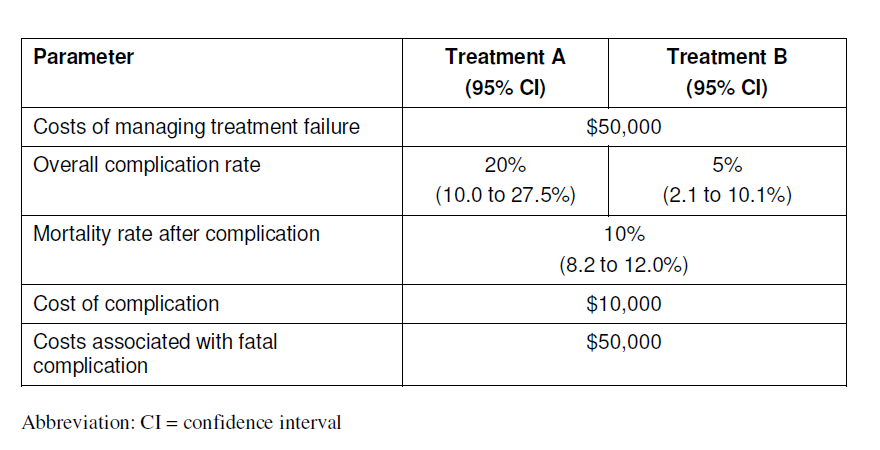 Parameter
Treatment A
(95% CI)
Treatment B
(95% CI)
Costs of managing treatment failure
$50,000
Overall complication rate
20%
(10.0 to 27.5%)
5%
(2.1 to 10.1%)
Mortality rate after complication
10%
(8.2 to 12.0%)
Cost of complication
$10,000
Costs associated with fatal
complication
$50,000
Abbreviation: CI = confidence interval